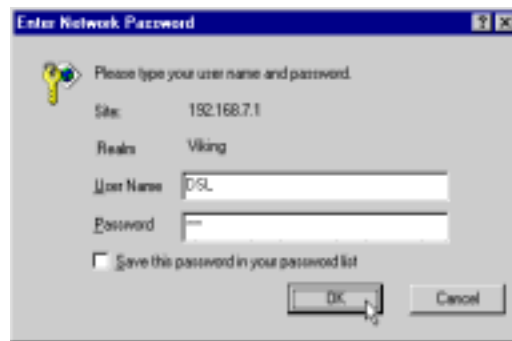 Enter Network Password
Please type your user name and password.
Site: 192.168.7.1
Realm Viking
User Name DSL
Password
Save this password in your password list
OK Cancel